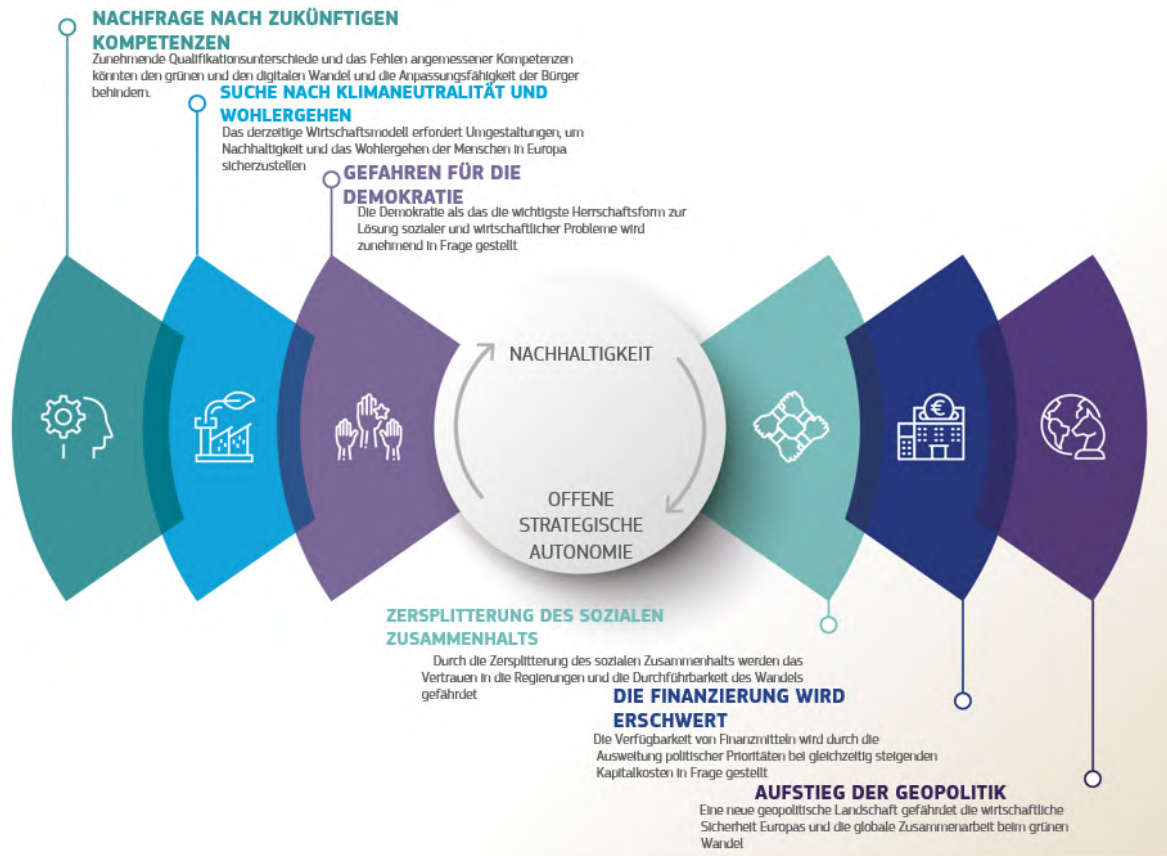 NACHFRAGE NACH ZUKÜNFTIGEN
KOMPETENZEN
Zunehmende Qualifikationsunterschiede und das Fehlen angemessener Kompetenzen
könnten den grünen und den digitalen Wandel und die Anpassungsfähigkeit der Bürger
behindern.
SUCHE NACH KLIMANEUTRALITÄT UND
WOHLERGEHEN
Das derzeitige Wirtschaftsmodell erfordert Umgestaltungen, um
Nachhaltigkeit und das Wohlergehen der Menschen in Europa
sicherzustellen
GEFAHREN FÜR DIE
DEMOKRATIE
Die Demokratie als das die wichtigste Herrschaftsform zur
Lösung sozialer und wirtschaftlicher Probleme wird
zunehmend in Frage gestellt
NACHHALTIGKEIT
OFFENE
STRATEGISCHE
AUTONOMIE
€
ZERSPLITTERUNG DES SOZIALEN
ZUSAMMENHALTS
Durch die Zersplitterung des sozialen Zusammenhalts werden das
Vertrauen in die Regierungen und die Durchführbarkeit des Wandels
gefährdet
DIE FINANZIERUNG WIRD
ERSCHWERT
Die Verfügbarkeit von Finanzmitteln wird durch die
Ausweitung politischer Prioritäten bei gleichzeitig steigenden
Kapitalkosten in Frage gestellt
AUFSTIEG DER GEOPOLITIK
Eine neue geopolitische Landschaft gefährdet die wirtschaftliche
Sicherheit Europas und die globale Zusammenarbeit beim grünen
Wandel